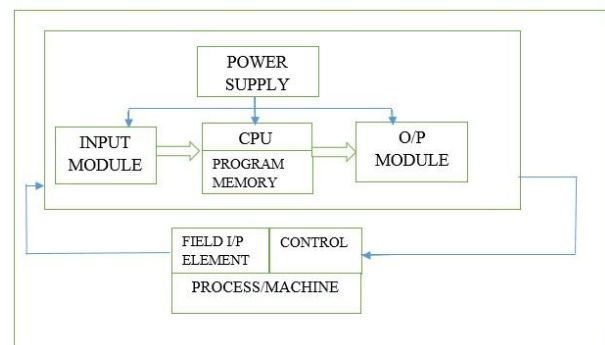 POWER
SUPPLY
INPUT
MODULE
CPU
PROGRAM
MEMORY
O/P
MODULE
FIELD I/P
ELEMENT
CONTROL
PROCESS/MACHINE